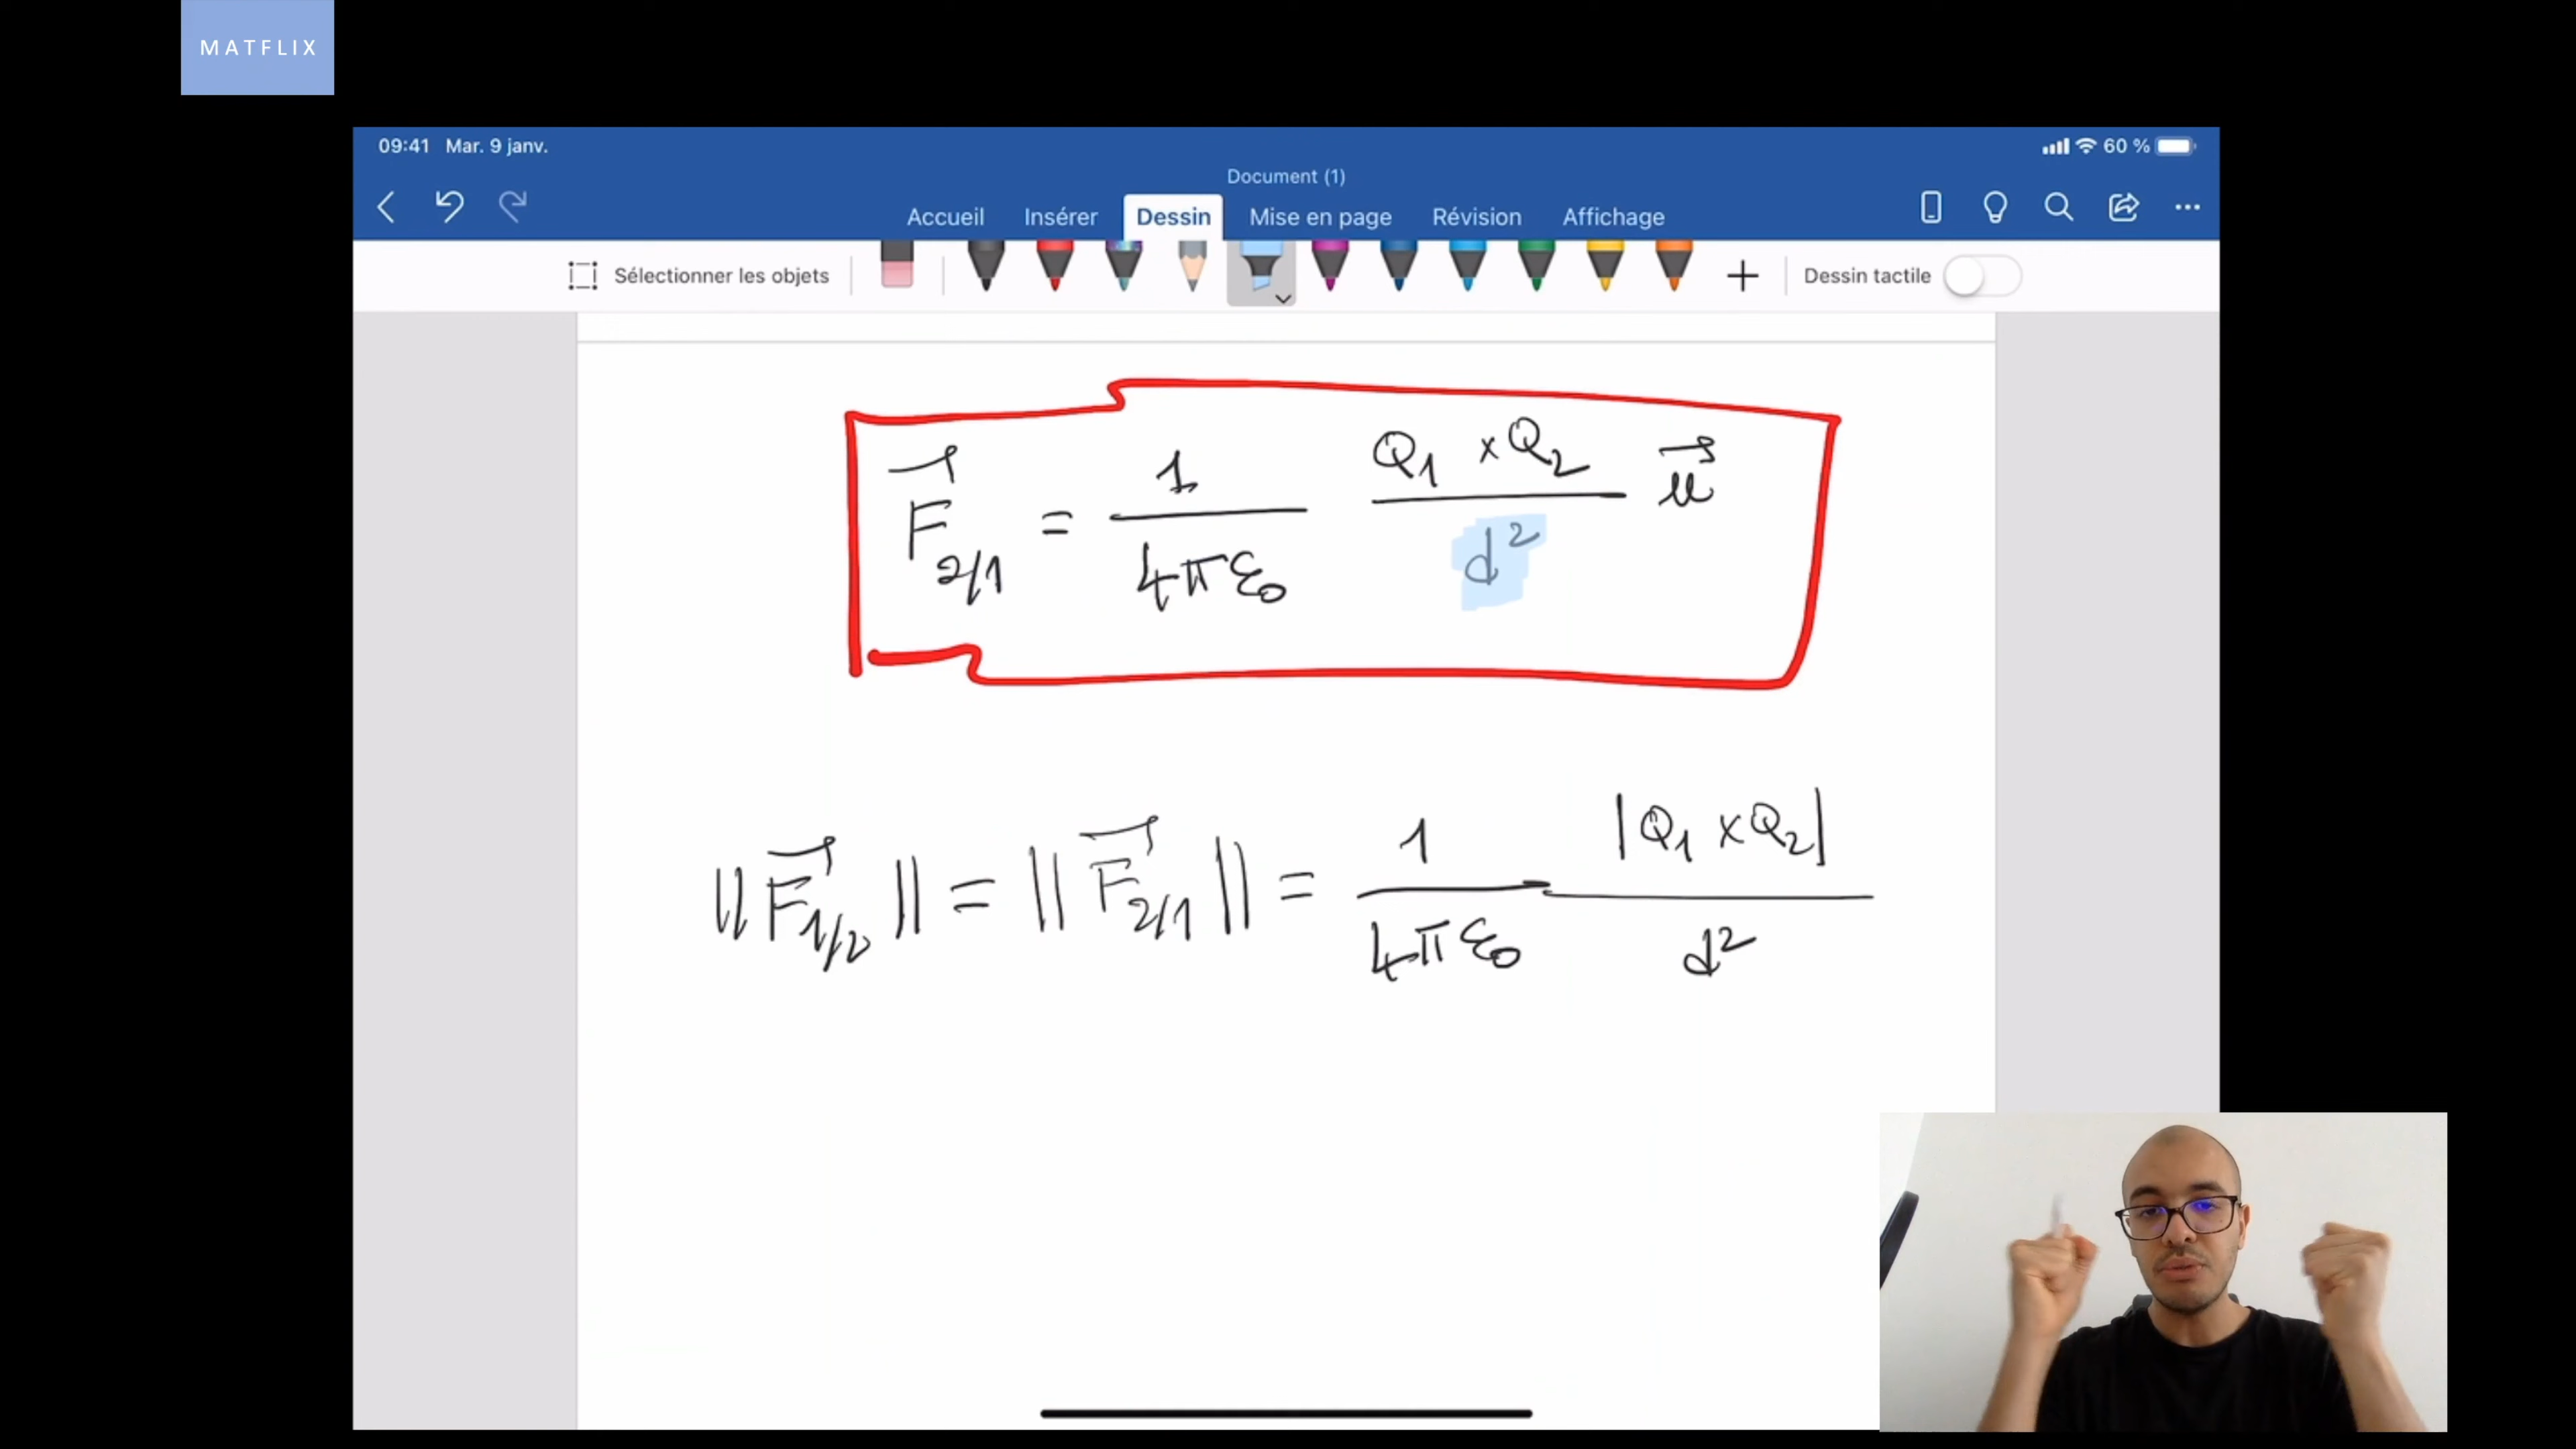 MATFLIX
09:41 Mar. 9 janv.
60 %
Document (1)
Accueil Insérer Dessin Mise en page Révision Affichage
Sélectionner les objets
Dessin tactile
F⃗ 2/1 = 1/(4πε₀) Q₁ × Q₂/d² u⃗
||F⃗ 1/2|| = ||F⃗ 2/1|| = 1/(4πε₀) |Q₁ × Q₂|/d²